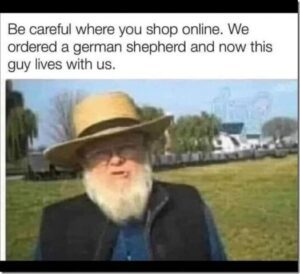 Be careful where you shop online. We
ordered a german shepherd and now this
guy lives with us.